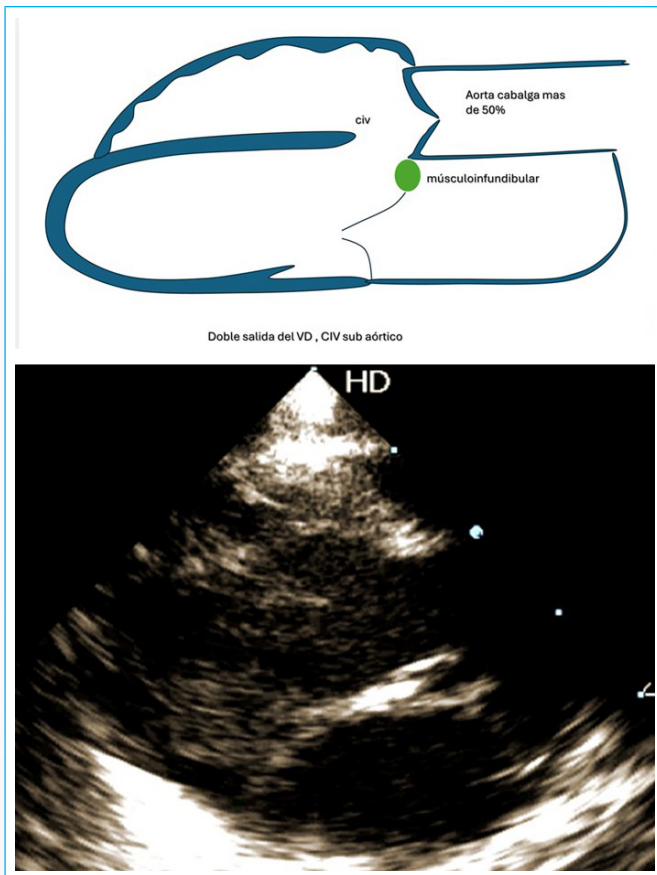 Aorta cabalga mas
de 50%
civ
músculoinfundibular
Doble salida del VD , CIV sub aórtico
HD